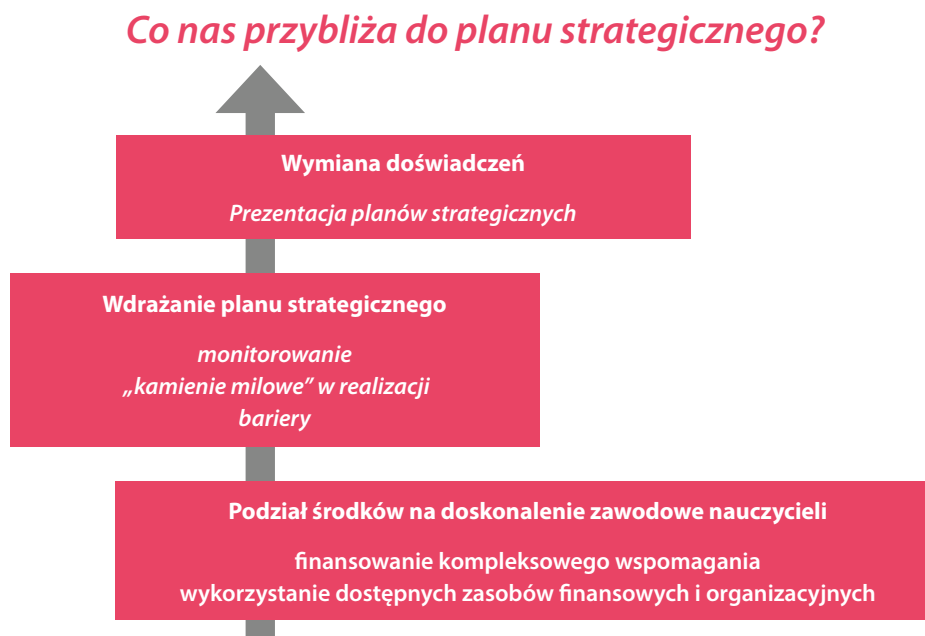 Co nas przybliża do planu strategicznego?
Wymiana doświadczeń
Prezentacja planów strategicznych
Wdrażanie planu strategicznego
monitorowanie
„kamienie milowe” w realizacji
bariery
Podział środków na doskonalenie zawodowe nauczycieli
finansowanie kompleksowego wspomagania
wykorzystanie dostępnych zasobów finansowych i organizacyjnych